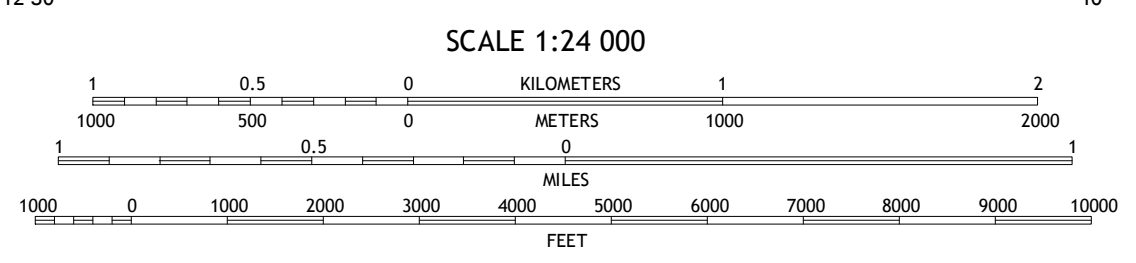 SCALE 1:24 000
1 0.5 0 KILOMETERS 1 2
1000 500 0 METERS 1000 2000
1 0.5 0 1
MILES
1000 0 1000 2000 3000 4000 5000 6000 7000 8000 9000 10000
FEET